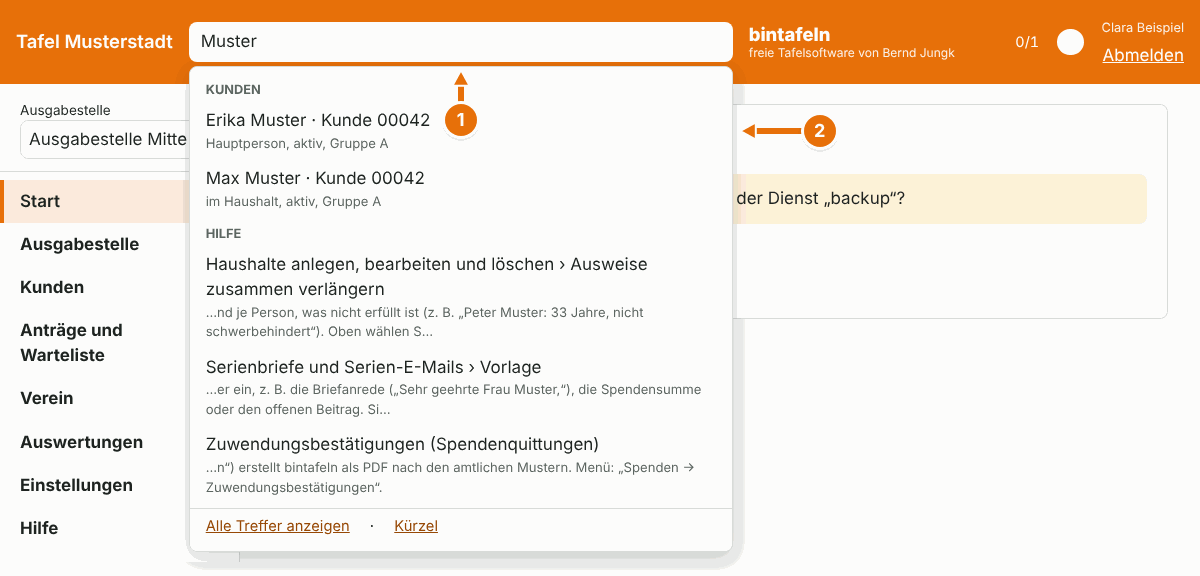 Tafel Musterstadt
Muster
bintafeln
freie Tafelsoftware von Bernd Jungk
0/1
Clara Beispiel
Abmelden
Ausgabestelle
Ausgabestelle Mitte
Start
Ausgabestelle
Kunden
Anträge und
Warteliste
Verein
Auswertungen
Einstellungen
Hilfe
KUNDEN
Erika Muster · Kunde 00042
Hauptperson, aktiv, Gruppe A
1
Max Muster · Kunde 00042
im Haushalt, aktiv, Gruppe A
HILFE
Haushalte anlegen, bearbeiten und löschen › Ausweise
zusammen verlängern
...nd je Person, was nicht erfüllt ist (z. B. „Peter Muster: 33 Jahre, nicht
schwerbehindert“). Oben wählen S...
Serienbriefe und Serien-E-Mails › Vorlage
...er ein, z. B. die Briefanrede („Sehr geehrte Frau Muster,“), die Spendensumme
oder den offenen Beitrag. Si...
Zuwendungsbestätigungen (Spendenquittungen)
...n“) erstellt bintafeln als PDF nach den amtlichen Mustern. Menü: „Spenden →
Zuwendungsbestätigungen“.
Alle Treffer anzeigen · Kürzel
2
der Dienst „backup“?